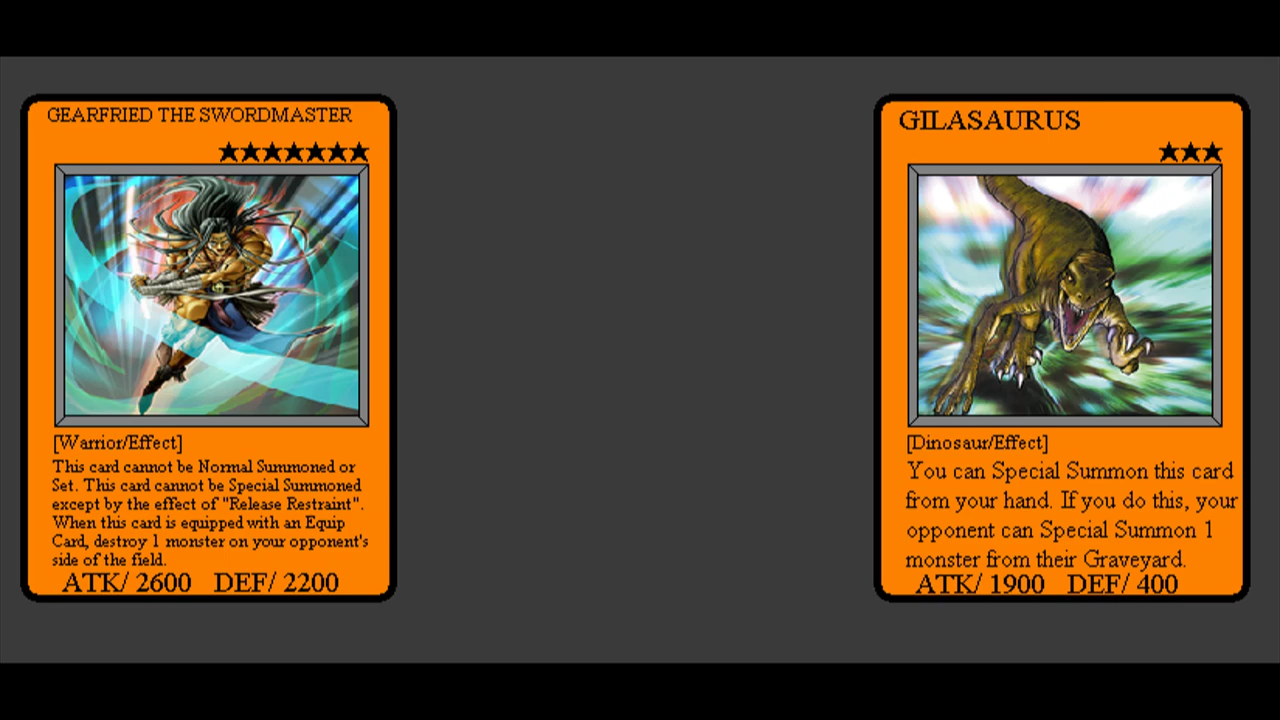 GEARFRIED THE SWORDMASTER
[Warrior/Effect]
This card cannot be Normal Summoned or
Set. This card cannot be Special Summoned
except by the effect of "Release Restraint".
When this card is equipped with an Equip
Card, destroy 1 monster on your opponent's
side of the field.
ATK/ 2600 DEF/ 2200
GILASAURUS
[Dinosaur/Effect]
You can Special Summon this card
from your hand. If you do this, your
opponent can Special Summon 1
monster from their Graveyard.
ATK/ 1900 DEF/ 400